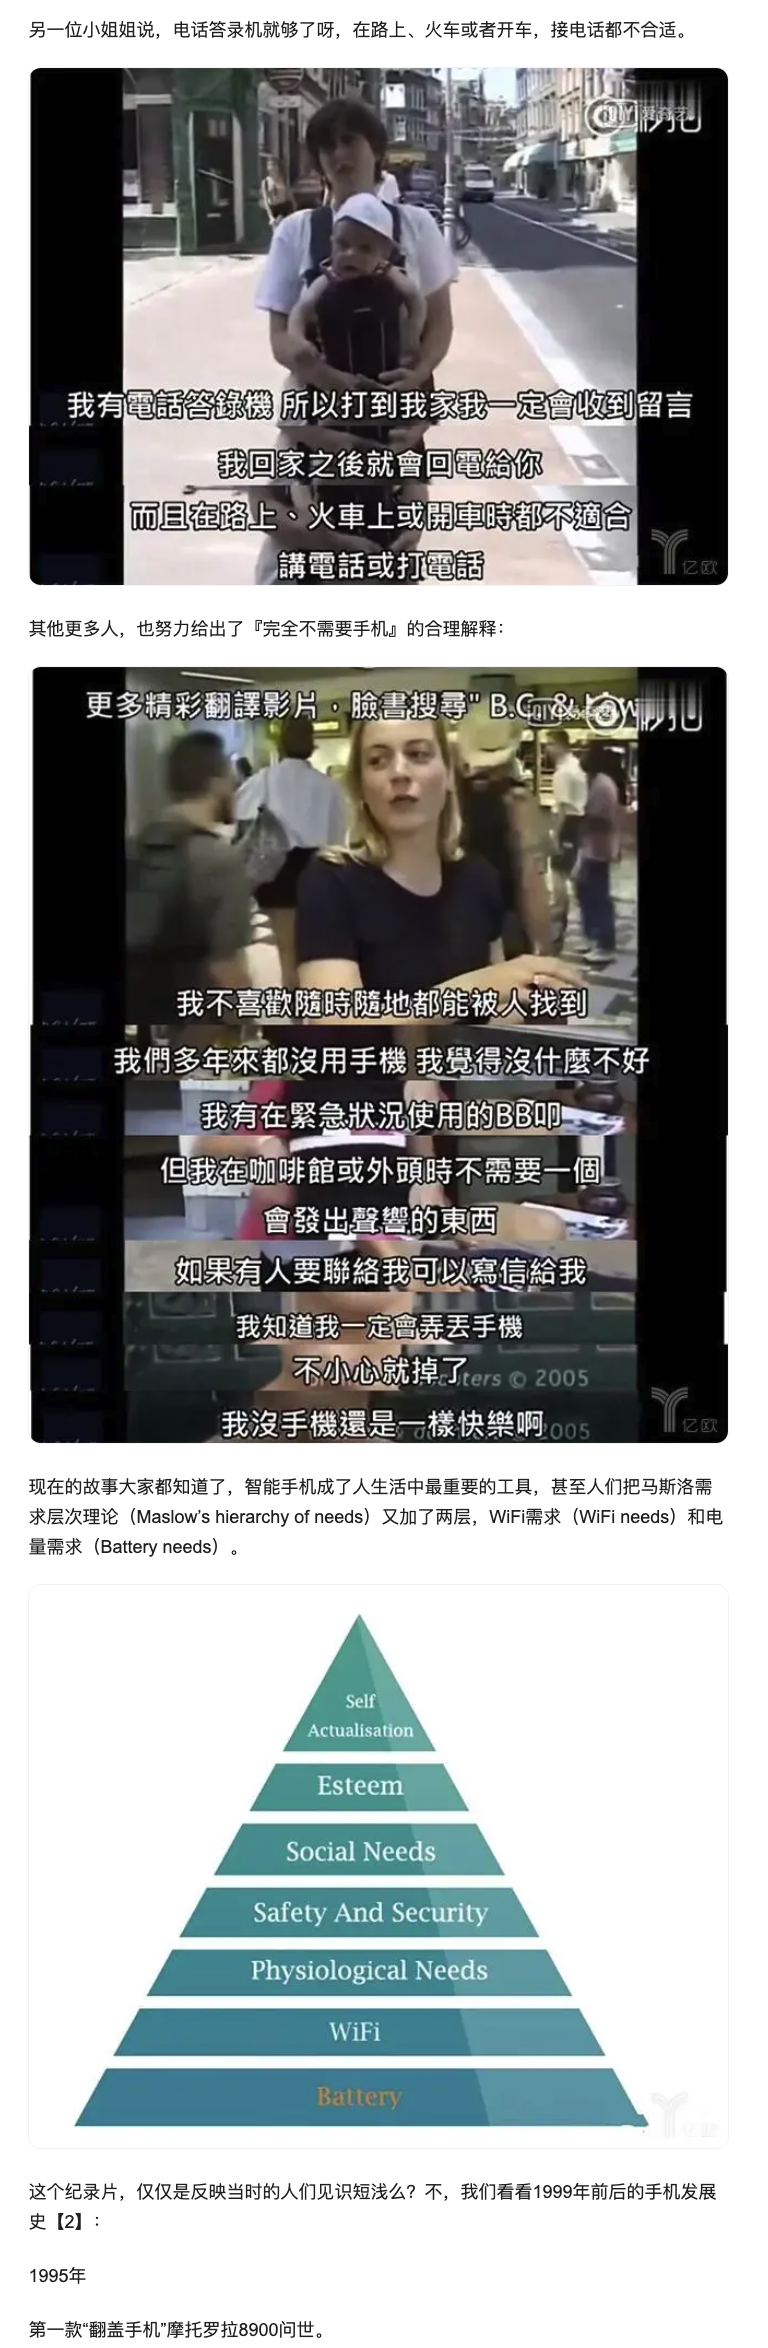 另一位小姐姐说，电话答录机就够了呀，在路上、火车或者开车，接电话都不合适。
爱奇艺
我有電話答錄機 所以打到我家我一定會收到留言
我回家之後就會回電給你
而且在路上、火車上或開車時都不適合
講電話或打電話
亿欧
其他更多人，也努力给出了『完全不需要手机』的合理解释：
更多精彩翻譯影片，臉書搜尋" B.C. &
我不喜歡隨時隨地都能被人找到
我們多年來都沒用手機 我覺得沒什麼不好
我有在緊急狀況使用的BB叩
但我在咖啡館或外頭時不需要一個
會發出聲響的東西
如果有人要聯絡我可以寫信給我
我知道我一定會弄丟手機
不小心就掉了
© 2005
我沒手機還是一樣快樂啊
2005
亿欧
现在的故事大家都知道了，智能手机成了人生活中最重要的工具，甚至人们把马斯洛需
求层次理论（Maslow’s hierarchy of needs）又加了两层，WiFi需求（WiFi needs）和电
量需求（Battery needs）。
Self
Actualisation
Esteem
Social Needs
Safety And Security
Physiological Needs
WiFi
Battery
亿欧
这个纪录片，仅仅是反映当时的人们见识短浅么？不，我们看看1999年前后的手机发展
史【2】：
1995年
第一款“翻盖手机”摩托罗拉8900问世。